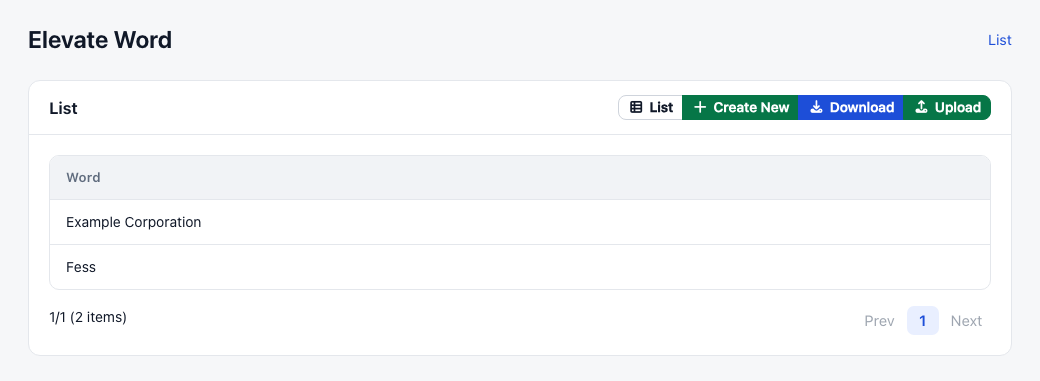 Elevate Word
List
List
List
Create New
Download
Upload
Word
Example Corporation
Fess
1/1 (2 items)
Prev
1
Next